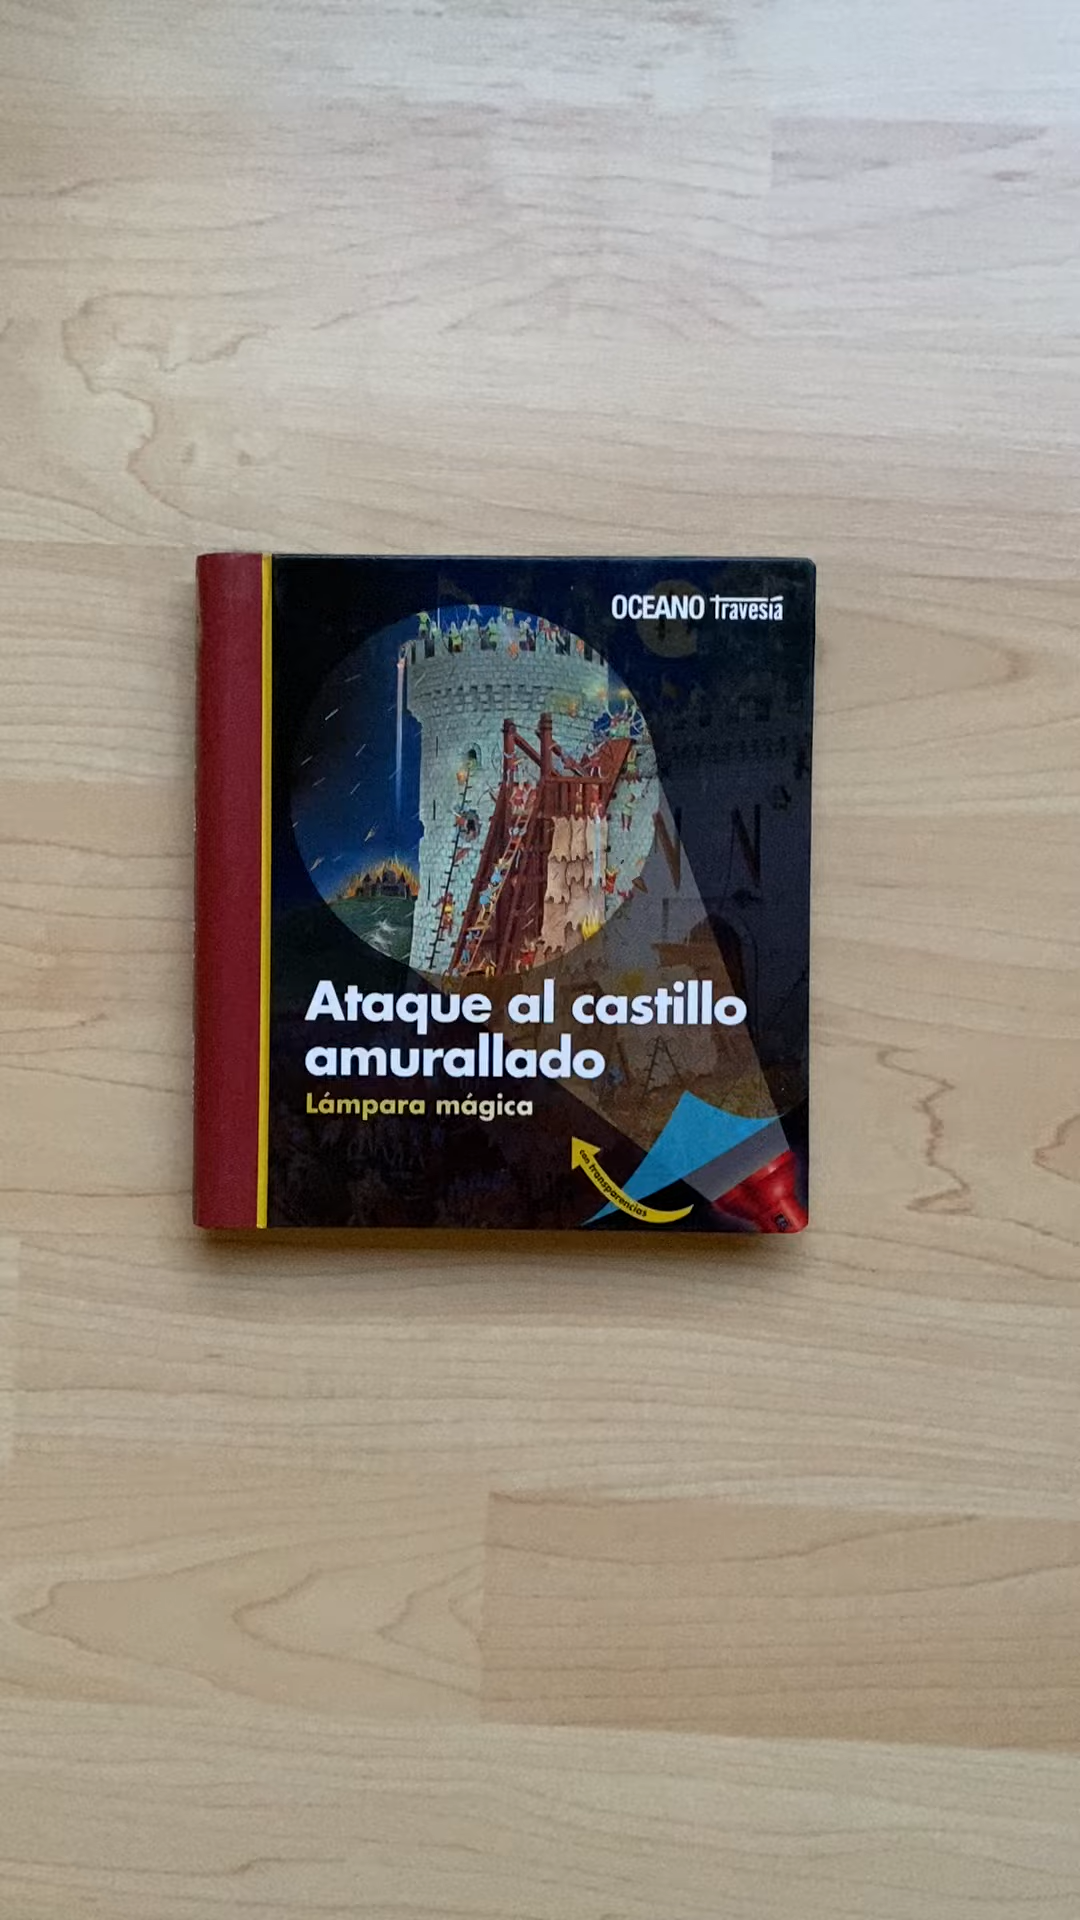 OCEANO Travesía
Ataque al castillo
amurallado
Lámpara mágica
con transparencias